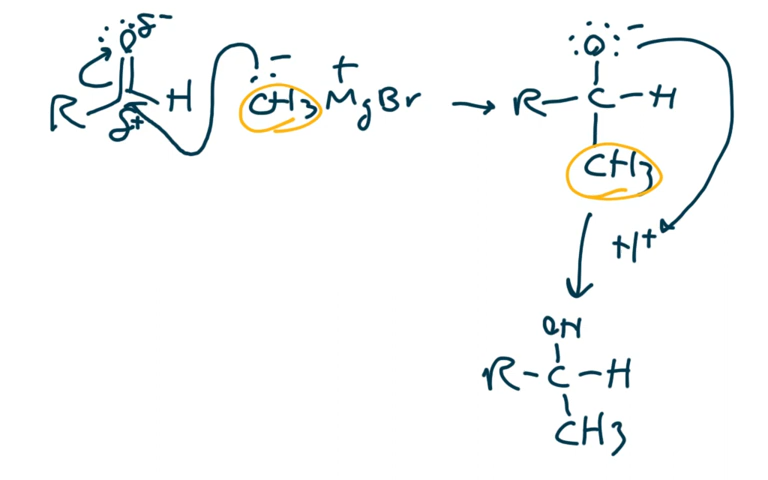 O δ-
R δ+ H CH3 - + MgBr → R-C-H
O -
CH3
H+
OH
R-C-H
CH3